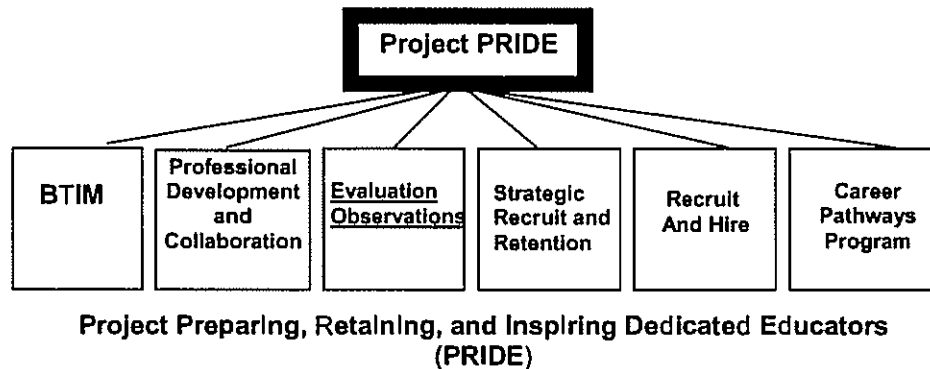 Project PRIDE
BTIM
Professional
Development
and
Collaboration
Evaluation
Observations
Strategic
Recruit and
Retention
Recruit
And Hire
Career
Pathways
Program
Project Preparing, Retaining, and Inspiring Dedicated Educators
(PRIDE)